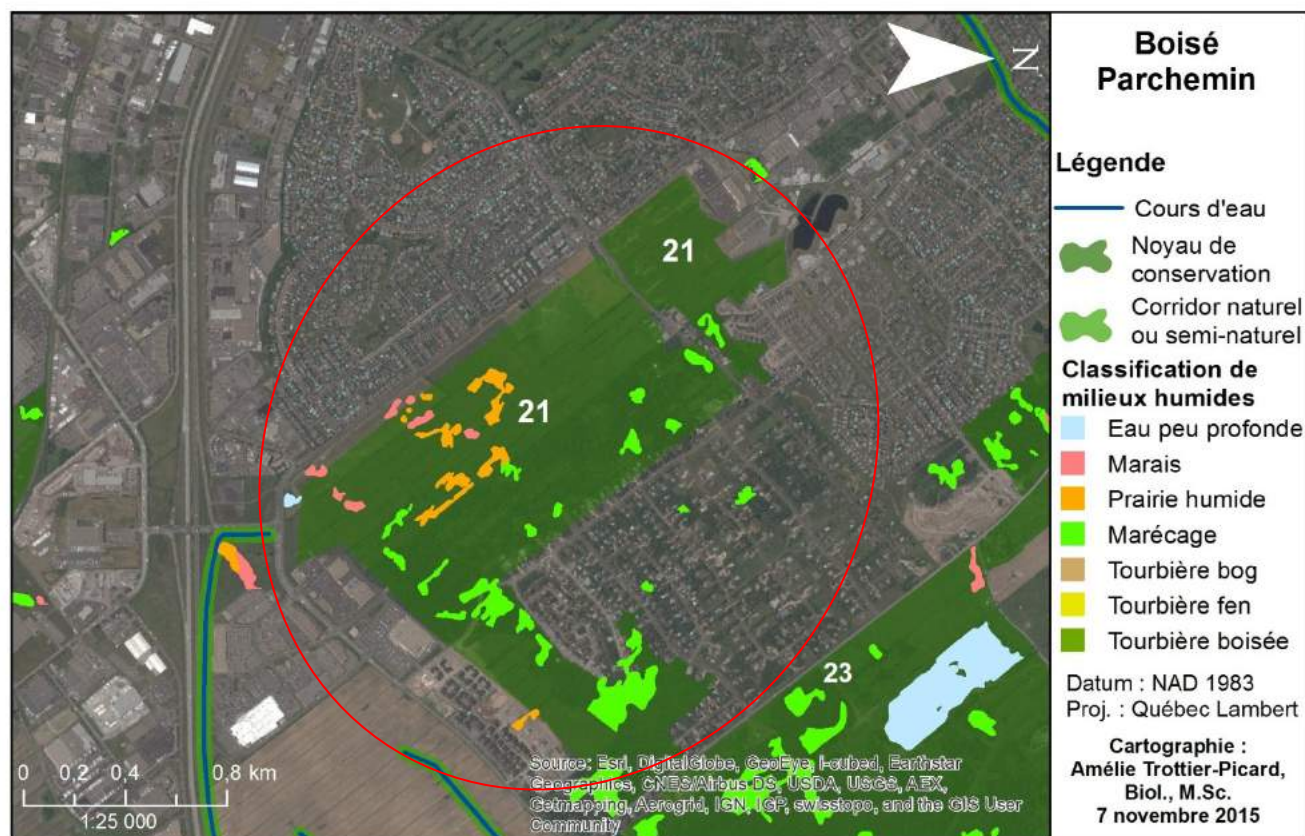 N
21
21
23
0 0,2 0,4 0,8 km
1:25 000
Source: Esri, DigitalGlobe, GeoEye, i-cubed, Earthstar
Geographics, CNES/Airbus DS, USDA, USGS, AEX,
Getmapping, Aerogrid, IGN, IGP, swisstopo, and the GIS User
Community
Boisé
Parchemin
Légende
Cours d'eau
Noyau de
conservation
Corridor naturel
ou semi-naturel
Classification de
milieux humides
Eau peu profonde
Marais
Prairie humide
Marécage
Tourbière bog
Tourbière fen
Tourbière boisée
Datum : NAD 1983
Proj. : Québec Lambert
Cartographie :
Amélie Trottier-Picard,
Biol., M.Sc.
7 novembre 2015